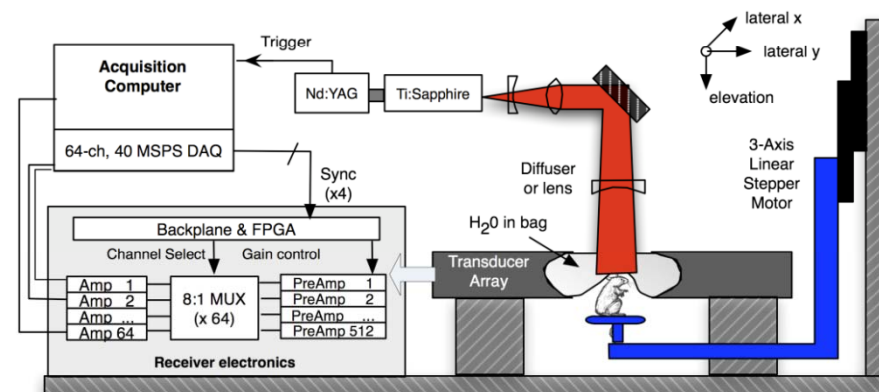 Acquisition
Computer
64-ch, 40 MSPS DAQ
Trigger
Nd:YAG
Ti:Sapphire
Sync
(x4)
Diffuser
or lens
H20 in bag
lateral x
lateral y
elevation
3-Axis
Linear
Stepper
Motor
Backplane & FPGA
Channel Select
Gain control
Amp 1
Amp 2
Amp ...
Amp 64
8:1 MUX
(x 64)
PreAmp 1
PreAmp 2
PreAmp ...
PreAmp 512
Receiver electronics
Transducer
Array